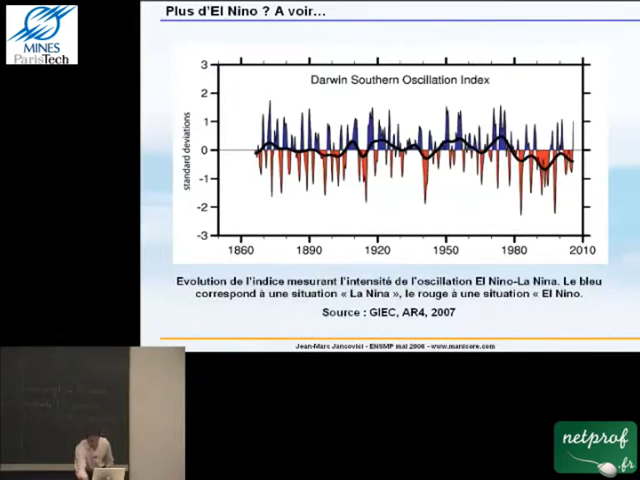 Plus d'El Nino ? A voir…
MINES
ParisTech
Darwin Southern Oscillation Index
standard deviations
3
2
1
0
-1
-2
-3
1860
1890
1920
1950
1980
2010
Evolution de l'indice mesurant l'intensité de l'oscillation El Nino-La Nina. Le bleu
correspond à une situation « La Nina », le rouge à une situation « El Nino.
Source : GIEC, AR4, 2007
Jean-Marc Jancovici - ENSMP mai 2008 - www.manicore.com
netprof
.fr